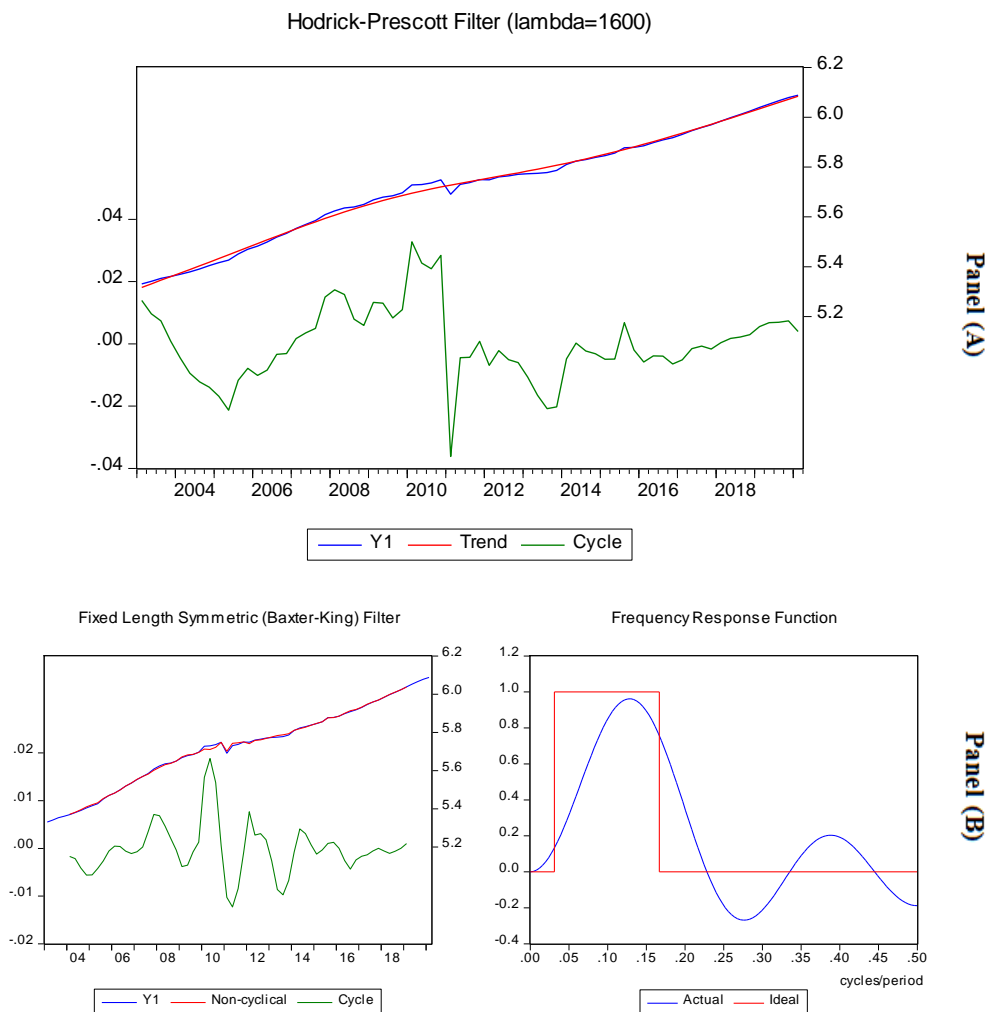 Hodrick-Prescott Filter (lambda=1600)
6.2
6.0
5.8
5.6
5.4
5.2
.04
.02
.00
-.02
-.04
2004 2006 2008 2010 2012 2014 2016 2018
Y1 Trend Cycle
Panel (A)
Fixed Length Symmetric (Baxter-King) Filter
6.2
6.0
5.8
5.6
5.4
5.2
.02
.01
.00
-.01
-.02
04 06 08 10 12 14 16 18
Y1 Non-cyclical Cycle
Frequency Response Function
1.2
1.0
0.8
0.6
0.4
0.2
0.0
-0.2
-0.4
.00 .05 .10 .15 .20 .25 .30 .35 .40 .45 .50
cycles/period
Actual Ideal
Panel (B)